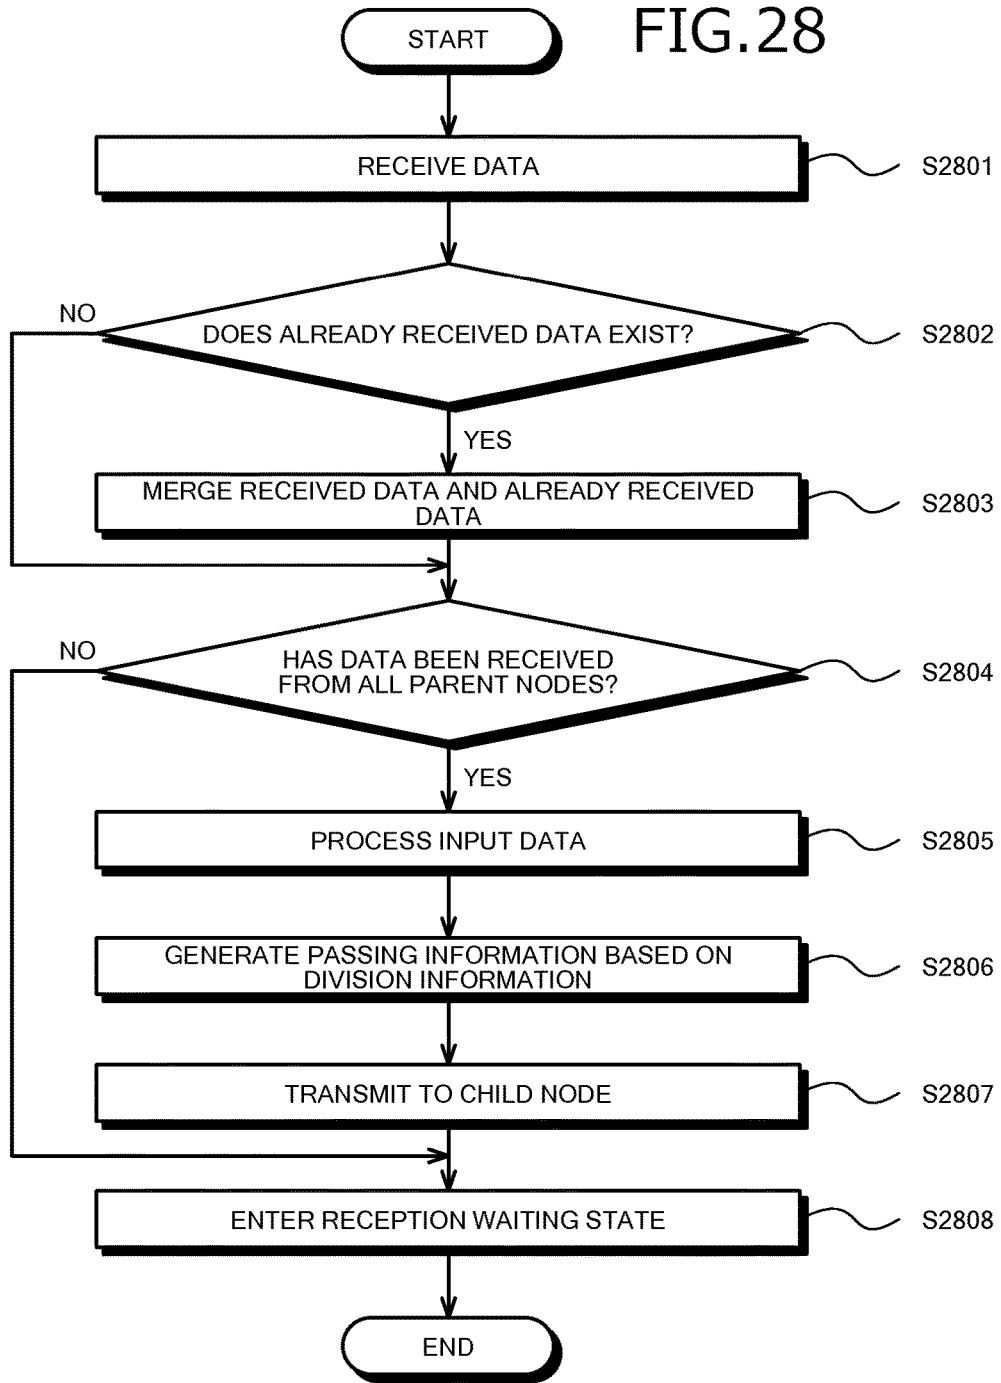 FIG.28
START
RECEIVE DATA
S2801
NO
DOES ALREADY RECEIVED DATA EXIST?
S2802
YES
MERGE RECEIVED DATA AND ALREADY RECEIVED
DATA
S2803
NO
HAS DATA BEEN RECEIVED
FROM ALL PARENT NODES?
S2804
YES
PROCESS INPUT DATA
S2805
GENERATE PASSING INFORMATION BASED ON
DIVISION INFORMATION
S2806
TRANSMIT TO CHILD NODE
S2807
ENTER RECEPTION WAITING STATE
S2808
END